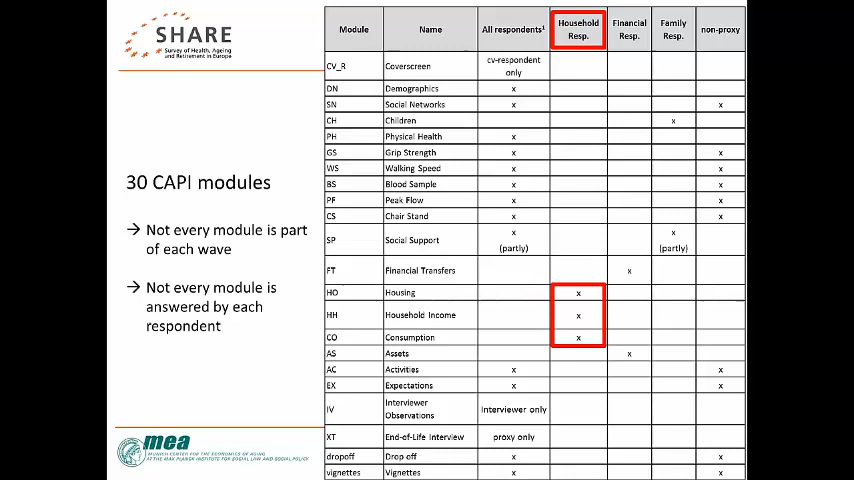 SHARE
Survey of Health, Ageing
and Retirement in Europe
30 CAPI modules
→ Not every module is part
of each wave
→ Not every module is
answered by each
respondent
mea
MUNICH CENTER FOR THE ECONOMICS OF AGING
AT THE MAX PLANCK INSTITUTE FOR SOCIAL LAW AND SOCIAL POLICY
Module Name All respondents¹ Household Resp. Financial Resp. Family Resp. non-proxy
CV_R Coverscreen cv-respondent only
DN Demographics x
SN Social Networks x x
CH Children x
PH Physical Health x
GS Grip Strength x x
WS Walking Speed x x
BS Blood Sample x x
PF Peak Flow x x
CS Chair Stand x x
SP Social Support x (partly) x (partly)
FT Financial Transfers x
HO Housing x
HH Household Income x
CO Consumption x
AS Assets x
AC Activities x x
EX Expectations x x
IV Interviewer Observations Interviewer only
XT End-of-Life Interview proxy only
dropoff Drop off x x
vignettes Vignettes x x